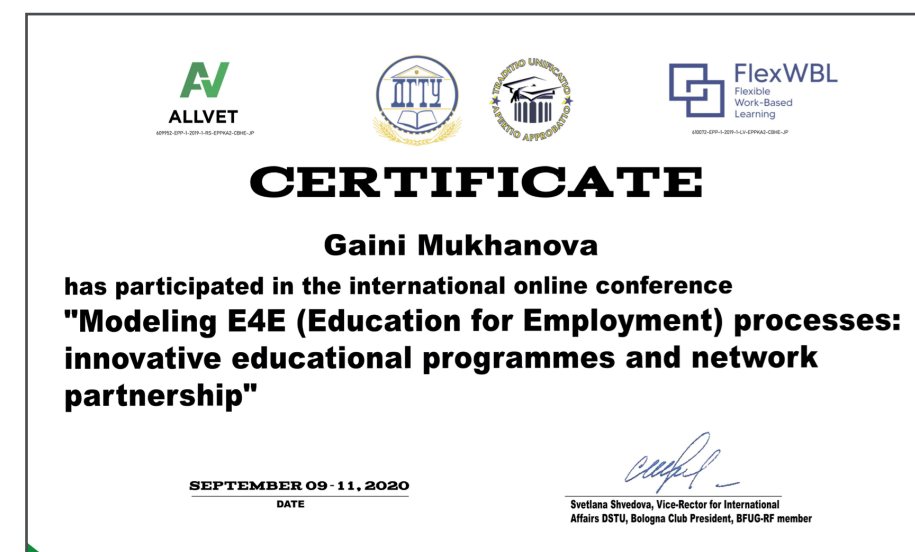 ALLVET
609952-EPP-1-2019-1-RS-EPPKA2-CBHE-JP
ДГТУ
TRADITIO UNIFICATIO
APERTIO APPROBATIO
FlexWBL
Flexible
Work-Based
Learning
610072-EPP-1-2019-1-LV-EPPKA2-CBHE-JP
CERTIFICATE
Gaini Mukhanova
has participated in the international online conference
"Modeling E4E (Education for Employment) processes:
innovative educational programmes and network
partnership"
SEPTEMBER 09-11, 2020
DATE
Svetlana Shvedova, Vice-Rector for International
Affairs DSTU, Bologna Club President, BFUG-RF member